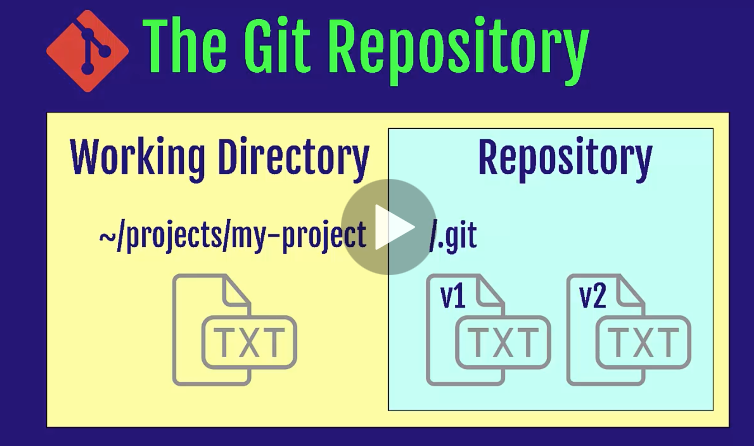 The Git Repository
Working Directory
Repository
~/projects/my-project
/.git
TXT
v1
TXT
v2
TXT